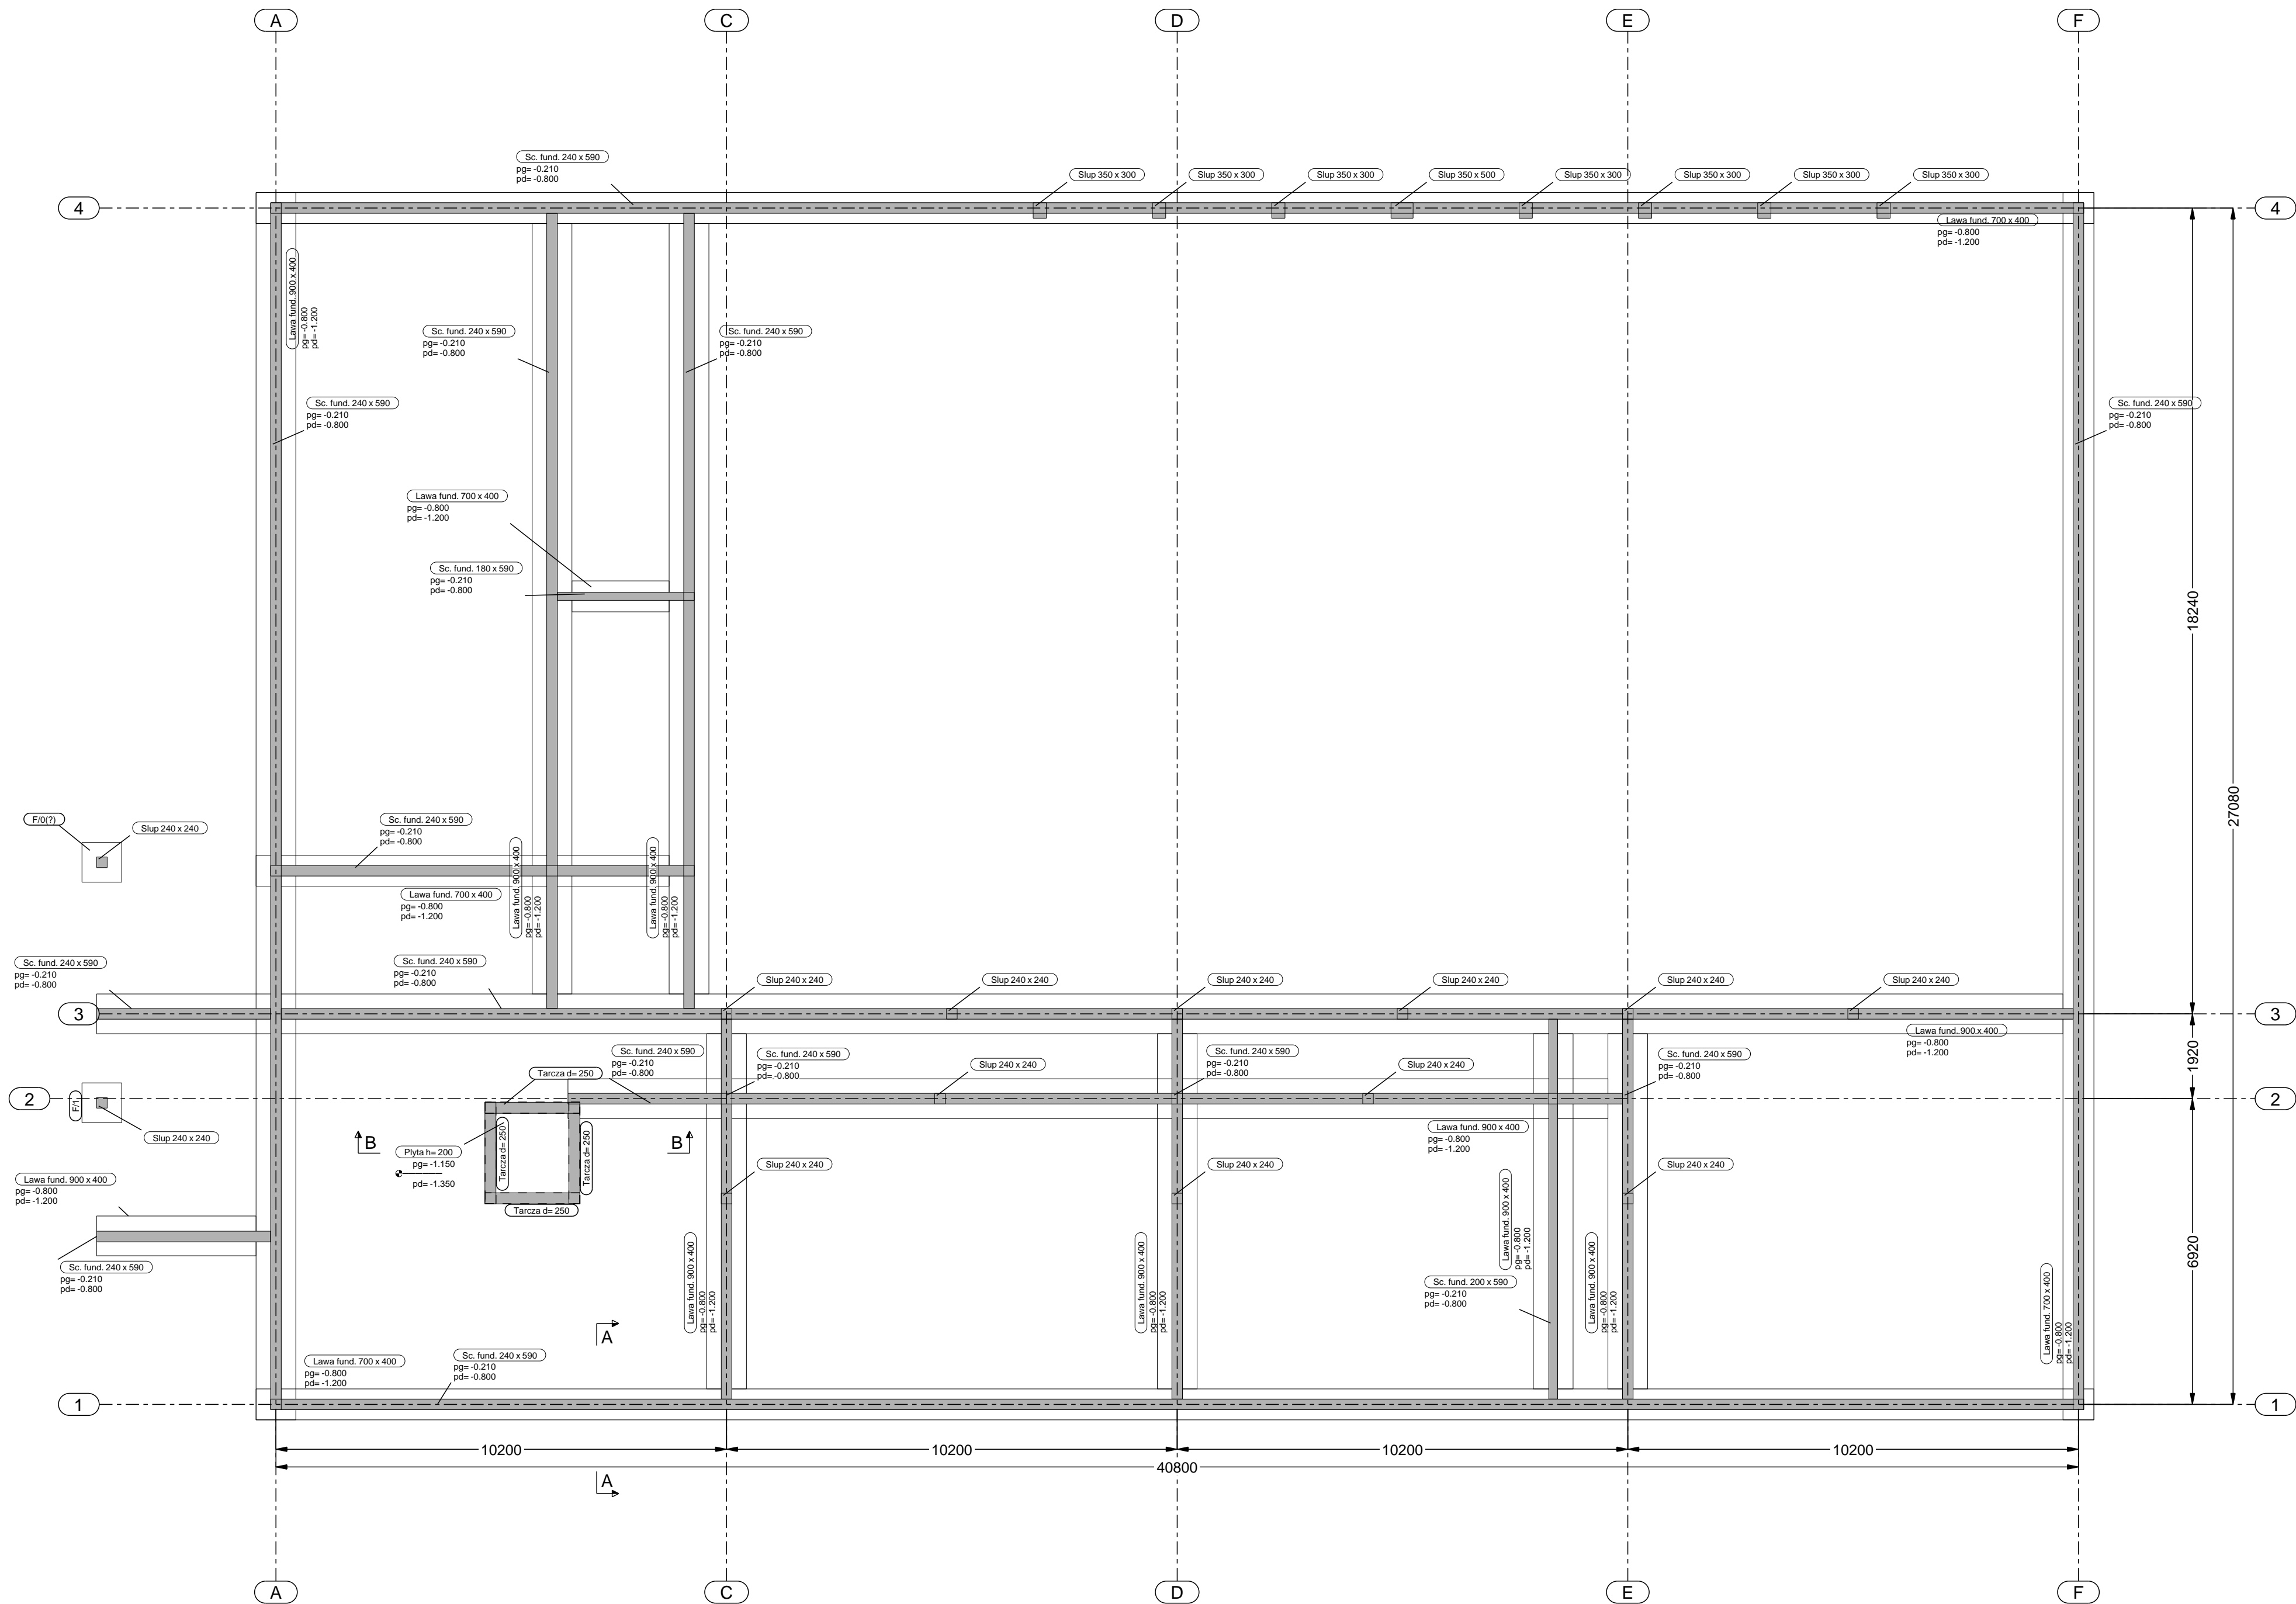 A
C
D
E
F
Sc. fund. 240 x 590
pg= -0.210
pd= -0.800
Slup 350 x 300
Slup 350 x 300
Slup 350 x 300
Slup 350 x 500
Slup 350 x 300
Slup 350 x 300
Slup 350 x 300
Slup 350 x 300
4
4
Lawa fund. 700 x 400
pg= -0.800
pd= -1.200
Lawa fund. 900 x 400
pg= -0.800
pd= -1.200
Sc. fund. 240 x 590
pg= -0.210
pd= -0.800
Sc. fund. 240 x 590
pg= -0.210
pd= -0.800
Sc. fund. 240 x 590
pg= -0.210
pd= -0.800
Sc. fund. 240 x 590
pg= -0.210
pd= -0.800
Lawa fund. 700 x 400
pg= -0.800
pd= -1.200
Sc. fund. 180 x 590
pg= -0.210
pd= -0.800
18240
27080
F/0(?)
Slup 240 x 240
Sc. fund. 240 x 590
pg= -0.210
pd= -0.800
Lawa fund. 700 x 400
pg= -0.800
pd= -1.200
Lawa fund. 900 x 400
pg= -0.800
pd= -1.200
Lawa fund. 900 x 400
pg= -0.800
pd= -1.200
Sc. fund. 240 x 590
pg= -0.210
pd= -0.800
Sc. fund. 240 x 590
pg= -0.210
pd= -0.800
Slup 240 x 240
Slup 240 x 240
Slup 240 x 240
Slup 240 x 240
Slup 240 x 240
Slup 240 x 240
3
3
Lawa fund. 900 x 400
pg= -0.800
pd= -1.200
1920
Sc. fund. 240 x 590
pg= -0.210
pd= -0.800
Sc. fund. 240 x 590
pg= -0.210
pd= -0.800
Slup 240 x 240
Sc. fund. 240 x 590
pg= -0.210
pd= -0.800
Slup 240 x 240
Sc. fund. 240 x 590
pg= -0.210
pd= -0.800
Tarcza d= 250
2
2
F/1
Slup 240 x 240
B
B
Plyta h= 200
pg= -1.150
pd= -1.350
Tarcza d= 250
Tarcza d= 250
Tarcza d= 250
Lawa fund. 900 x 400
pg= -0.800
pd= -1.200
Slup 240 x 240
Slup 240 x 240
Slup 240 x 240
Lawa fund. 900 x 400
pg= -0.800
pd= -1.200
Lawa fund. 900 x 400
pg= -0.800
pd= -1.200
Sc. fund. 240 x 590
pg= -0.210
pd= -0.800
Lawa fund. 900 x 400
pg= -0.800
pd= -1.200
Lawa fund. 900 x 400
pg= -0.800
pd= -1.200
Sc. fund. 200 x 590
pg= -0.210
pd= -0.800
Lawa fund. 900 x 400
pg= -0.800
pd= -1.200
Lawa fund. 700 x 400
pg= -0.800
pd= -1.200
6920
A
Lawa fund. 700 x 400
pg= -0.800
pd= -1.200
Sc. fund. 240 x 590
pg= -0.210
pd= -0.800
1
1
10200
10200
10200
10200
40800
A
A
C
D
E
F